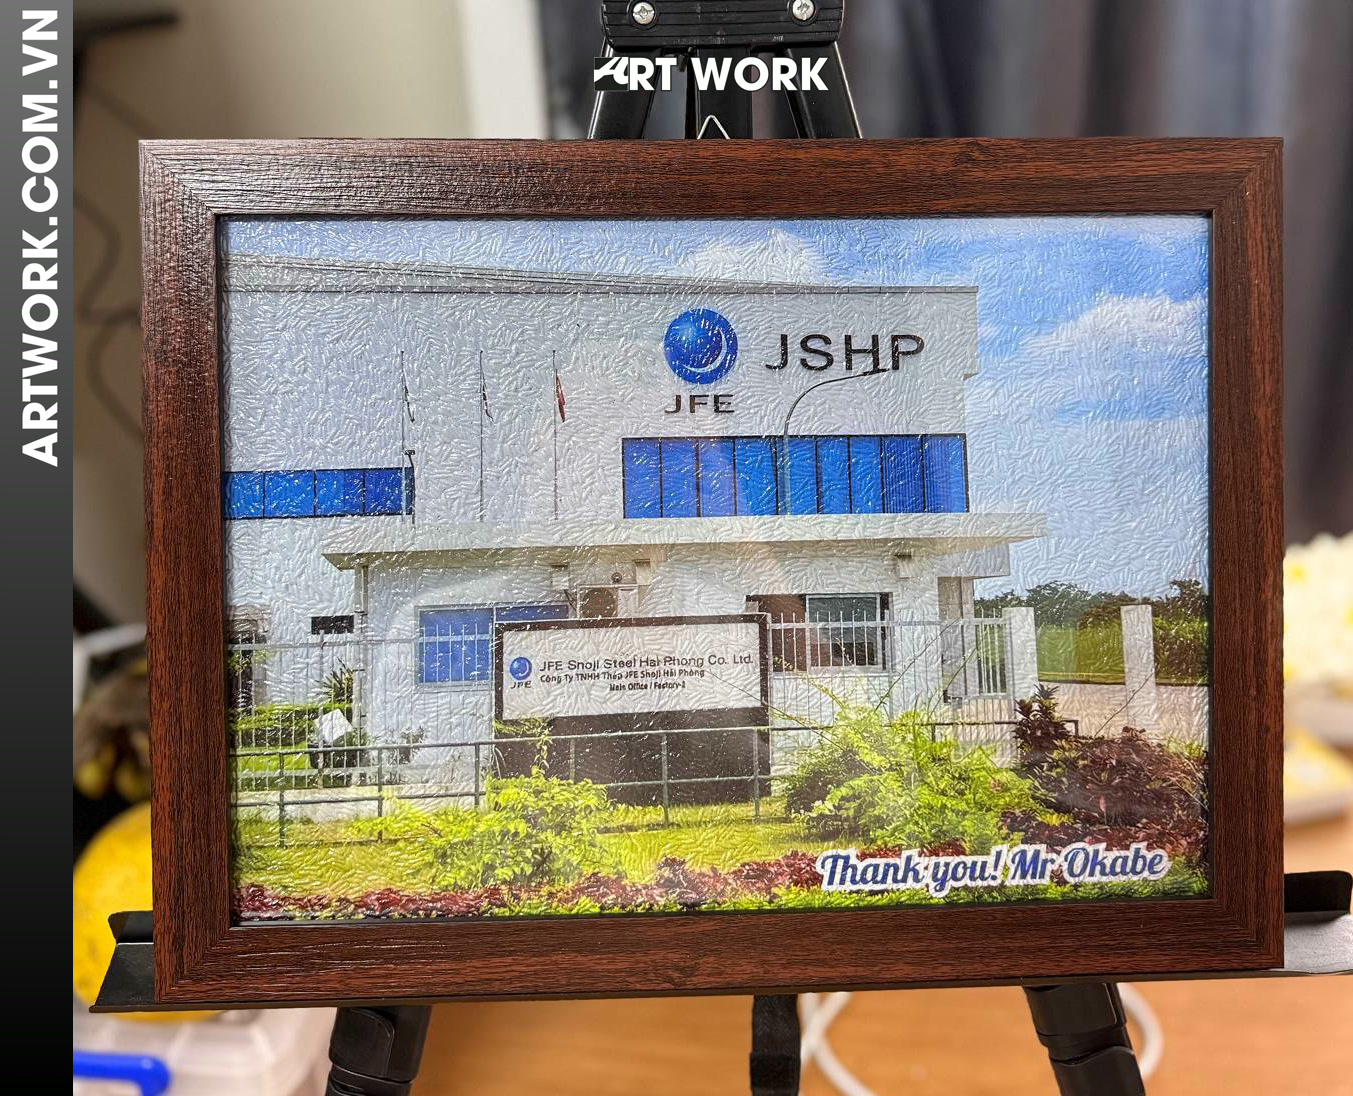 ARTWORK.COM.VN
ART WORK
JSHP
JFE
JFE Shoji Steel Hai Phong Co. Ltd.
Công Ty TNHH Thép JFE Shoji Hải Phòng
JFE
Main Office / Factory-2
Thank you! Mr Okabe